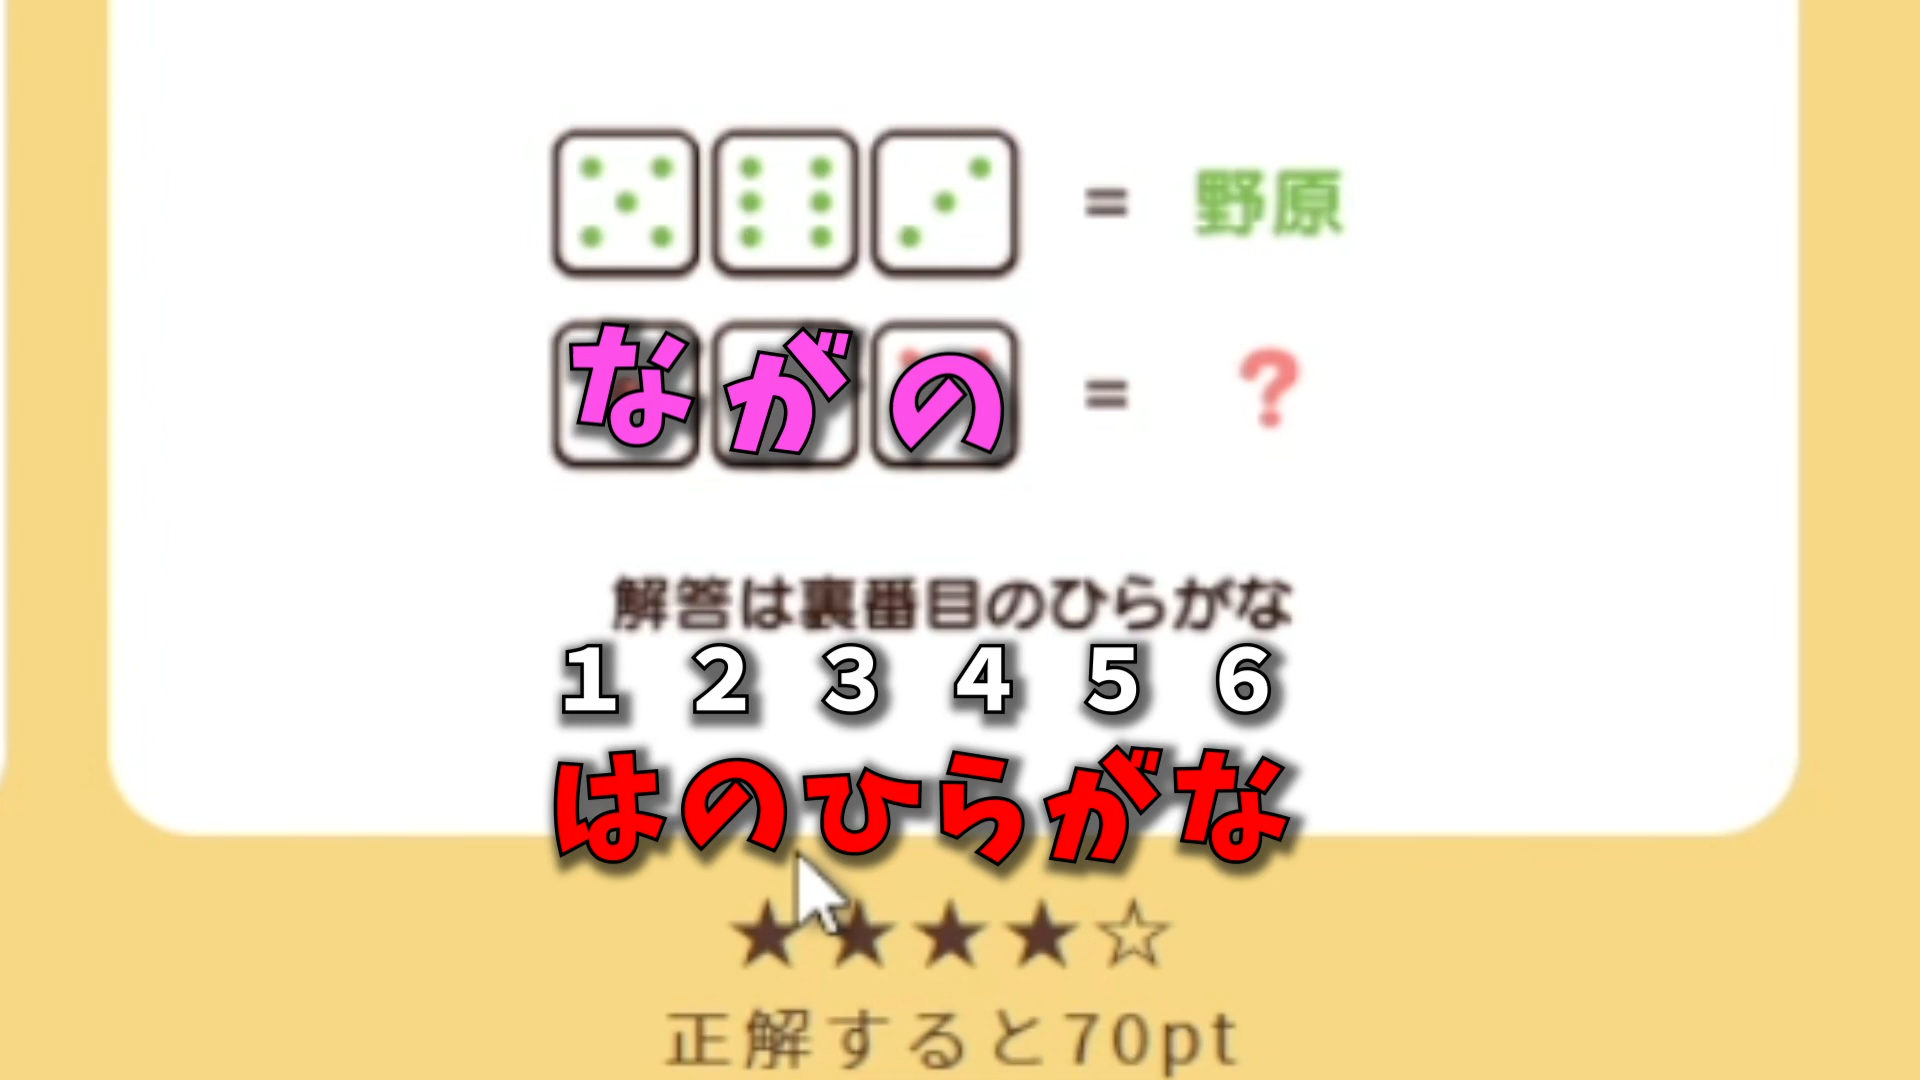 = 野原
ながの = ?
解答は裏番目のひらがな
1 2 3 4 5 6
はのひらがな
★★★★☆
正解すると70pt